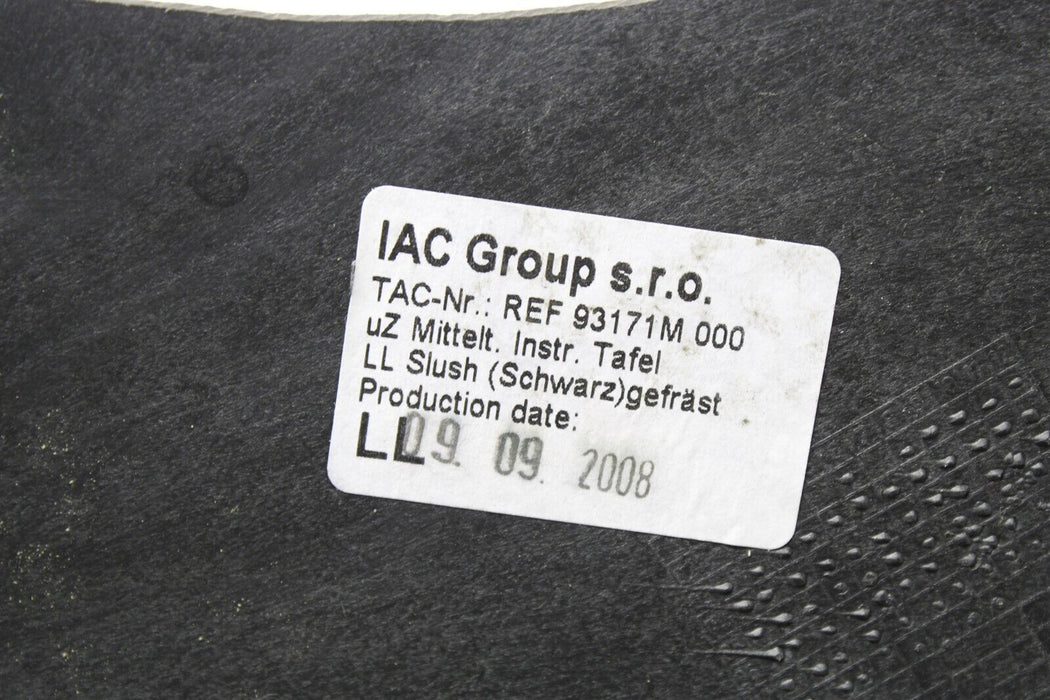 IAC Group s.r.o.
TAC-Nr.: REF 93171M 000
uZ Mittelt. Instr. Tafel
LL Slush (Schwarz)gefräst
Production date:
LL 09. 09. 2008